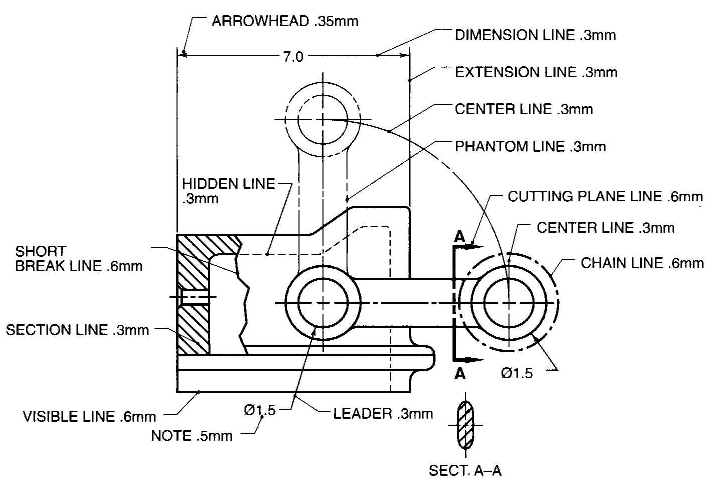 ARROWHEAD .35mm
DIMENSION LINE .3mm
7.0
EXTENSION LINE .3mm
CENTER LINE .3mm
PHANTOM LINE .3mm
HIDDEN LINE
.3mm
CUTTING PLANE LINE .6mm
A
CENTER LINE .3mm
SHORT
BREAK LINE .6mm
CHAIN LINE .6mm
SECTION LINE .3mm
A
Ø1.5
VISIBLE LINE .6mm
Ø1.5
LEADER .3mm
NOTE .5mm
SECT. A–A